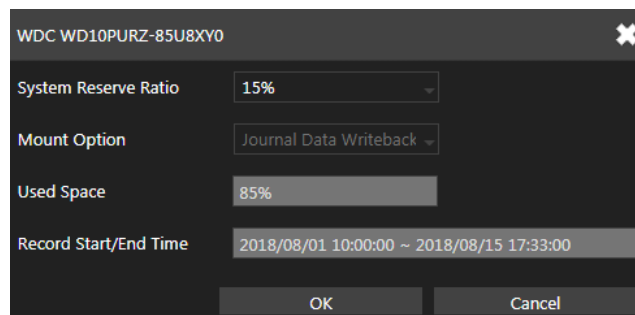 WDC WD10PURZ-85U8XY0
System Reserve Ratio 15%
Mount Option Journal Data Writeback
Used Space 85%
Record Start/End Time 2018/08/01 10:00:00 ~ 2018/08/15 17:33:00
OK Cancel